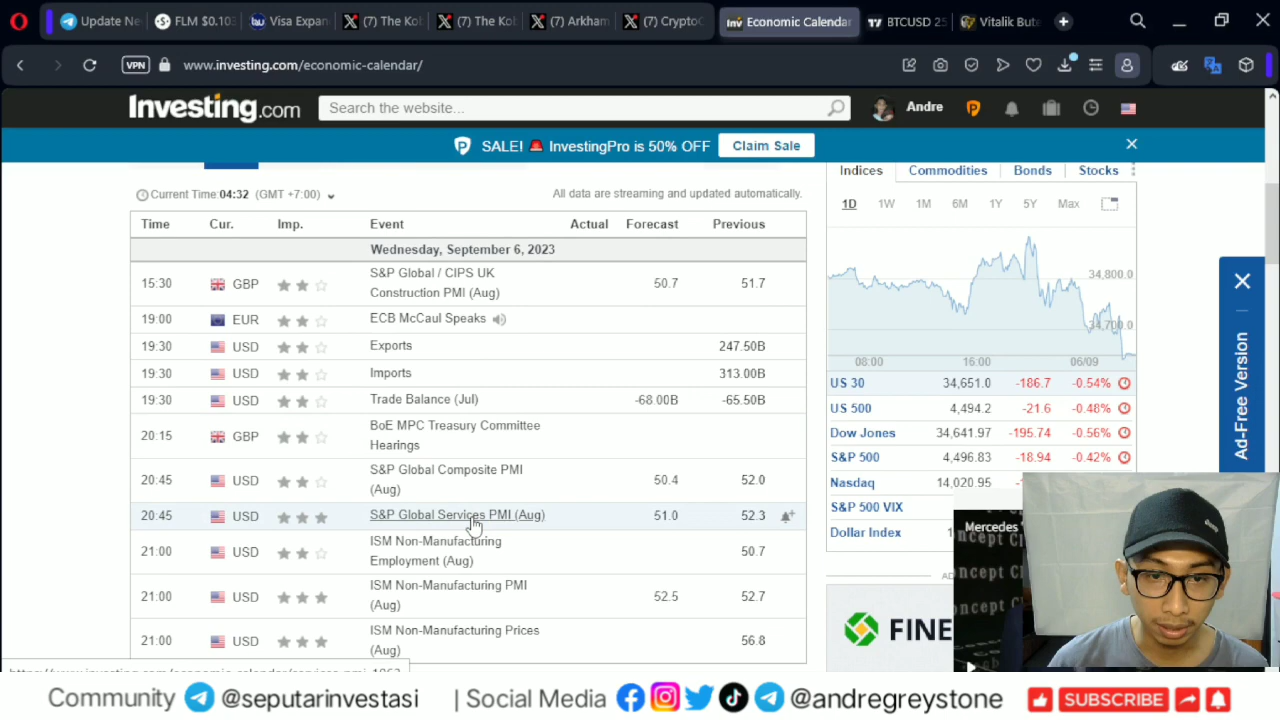 Update Ne
FLM $0.103
Visa Expan
(7) The Kol
(7) The Kol
(7) Arkham
(7) CryptoC
Economic Calendar
BTCUSD 25
Vitalik Bute
VPN
www.investing.com/economic-calendar/
Investing.com
Search the website...
Andre
SALE! 🚨 InvestingPro is 50% OFF
Claim Sale
Current Time: 04:32 (GMT +7:00)
All data are streaming and updated automatically.
Time Cur. Imp. Event Actual Forecast Previous
Wednesday, September 6, 2023
15:30 GBP S&P Global / CIPS UK Construction PMI (Aug) 50.7 51.7
19:00 EUR ECB McCaul Speaks
19:30 USD Exports 247.50B
19:30 USD Imports 313.00B
19:30 USD Trade Balance (Jul) -68.00B -65.50B
20:15 GBP BoE MPC Treasury Committee Hearings
20:45 USD S&P Global Composite PMI (Aug) 50.4 52.0
20:45 USD S&P Global Services PMI (Aug) 51.0 52.3
21:00 USD ISM Non-Manufacturing Employment (Aug) 50.7
21:00 USD ISM Non-Manufacturing PMI (Aug) 52.5 52.7
21:00 USD ISM Non-Manufacturing Prices (Aug) 56.8
Indices Commodities Bonds Stocks
1D 1W 1M 6M 1Y 5Y Max
34,800.0
34,700.0
08:00 16:00 06/09
US 30 34,651.0 -186.7 -0.54%
US 500 4,494.2 -21.6 -0.48%
Dow Jones 34,641.97 -195.74 -0.56%
S&P 500 4,496.83 -18.94 -0.42%
Nasdaq 14,020.95
S&P 500 VIX
Dollar Index
Ad-Free Version
Mercedes
FINE
Community @seputarinvestasi | Social Media @andregreystone SUBSCRIBE